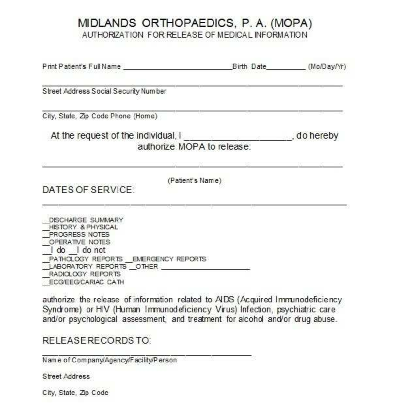 MIDLANDS ORTHOPAEDICS, P. A. (MOPA)
AUTHORIZATION FOR RELEASE OF MEDICAL INFORMATION
Print Patient's Full Name ____________________________Birth Date__________ (Mo/Day/Yr)
Street Address Social Security Number
City, State, Zip Code Phone (Home)
At the request of the individual, I ____________________, do hereby
authorize MOPA to release:
(Patient's Name)
DATES OF SERVICE:
__DISCHARGE SUMMARY
__HISTORY & PHYSICAL
__PROGRESS NOTES
__OPERATIVE NOTES
__I do __I do not
__PATHOLOGY REPORTS __EMERGENCY REPORTS
__LABORATORY REPORTS __OTHER ______________________
__RADIOLOGY REPORTS
__ECG/EEG/CARIAC CATH
authorize the release of information related to AIDS (Acquired Immunodeficiency
Syndrome) or HIV (Human Immunodeficiency Virus) Infection, psychiatric care
and/or psychological assessment, and treatment for alcohol and/or drug abuse.
RELEASE RECORDS TO:
Name of Company/Agency/Facility/Person
Street Address
City, State, Zip Code